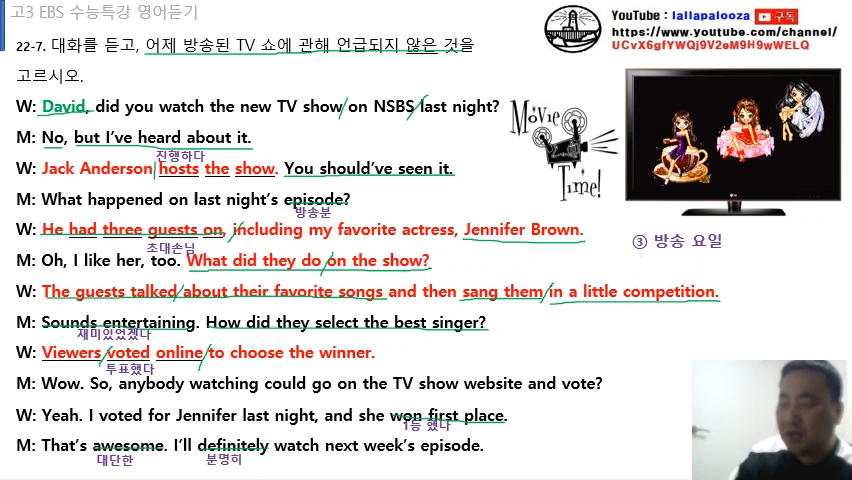 고3 EBS 수능특강 영어듣기
YouTube : lallapalooza 구독
https://www.youtube.com/channel/
UCvX6gfYWQj9V2eM9H9wWELQ
22-7. 대화를 듣고, 어제 방송된 TV 쇼에 관해 언급되지 않은 것을
고르시오.
W: David, did you watch the new TV show on NSBS last night?
M: No, but I've heard about it.
진행하다
W: Jack Anderson hosts the show. You should've seen it.
M: What happened on last night's episode?
방송분
W: He had three guests on, including my favorite actress, Jennifer Brown.
초대손님
M: Oh, I like her, too. What did they do on the show?
W: The guests talked about their favorite songs and then sang them in a little competition.
M: Sounds entertaining. How did they select the best singer?
재미있었겠다
W: Viewers voted online to choose the winner.
투표했다
M: Wow. So, anybody watching could go on the TV show website and vote?
W: Yeah. I voted for Jennifer last night, and she won first place.
1등 했다
M: That's awesome. I'll definitely watch next week's episode.
대단한 분명히
MOVIE
TIME!
LG
③ 방송 요일